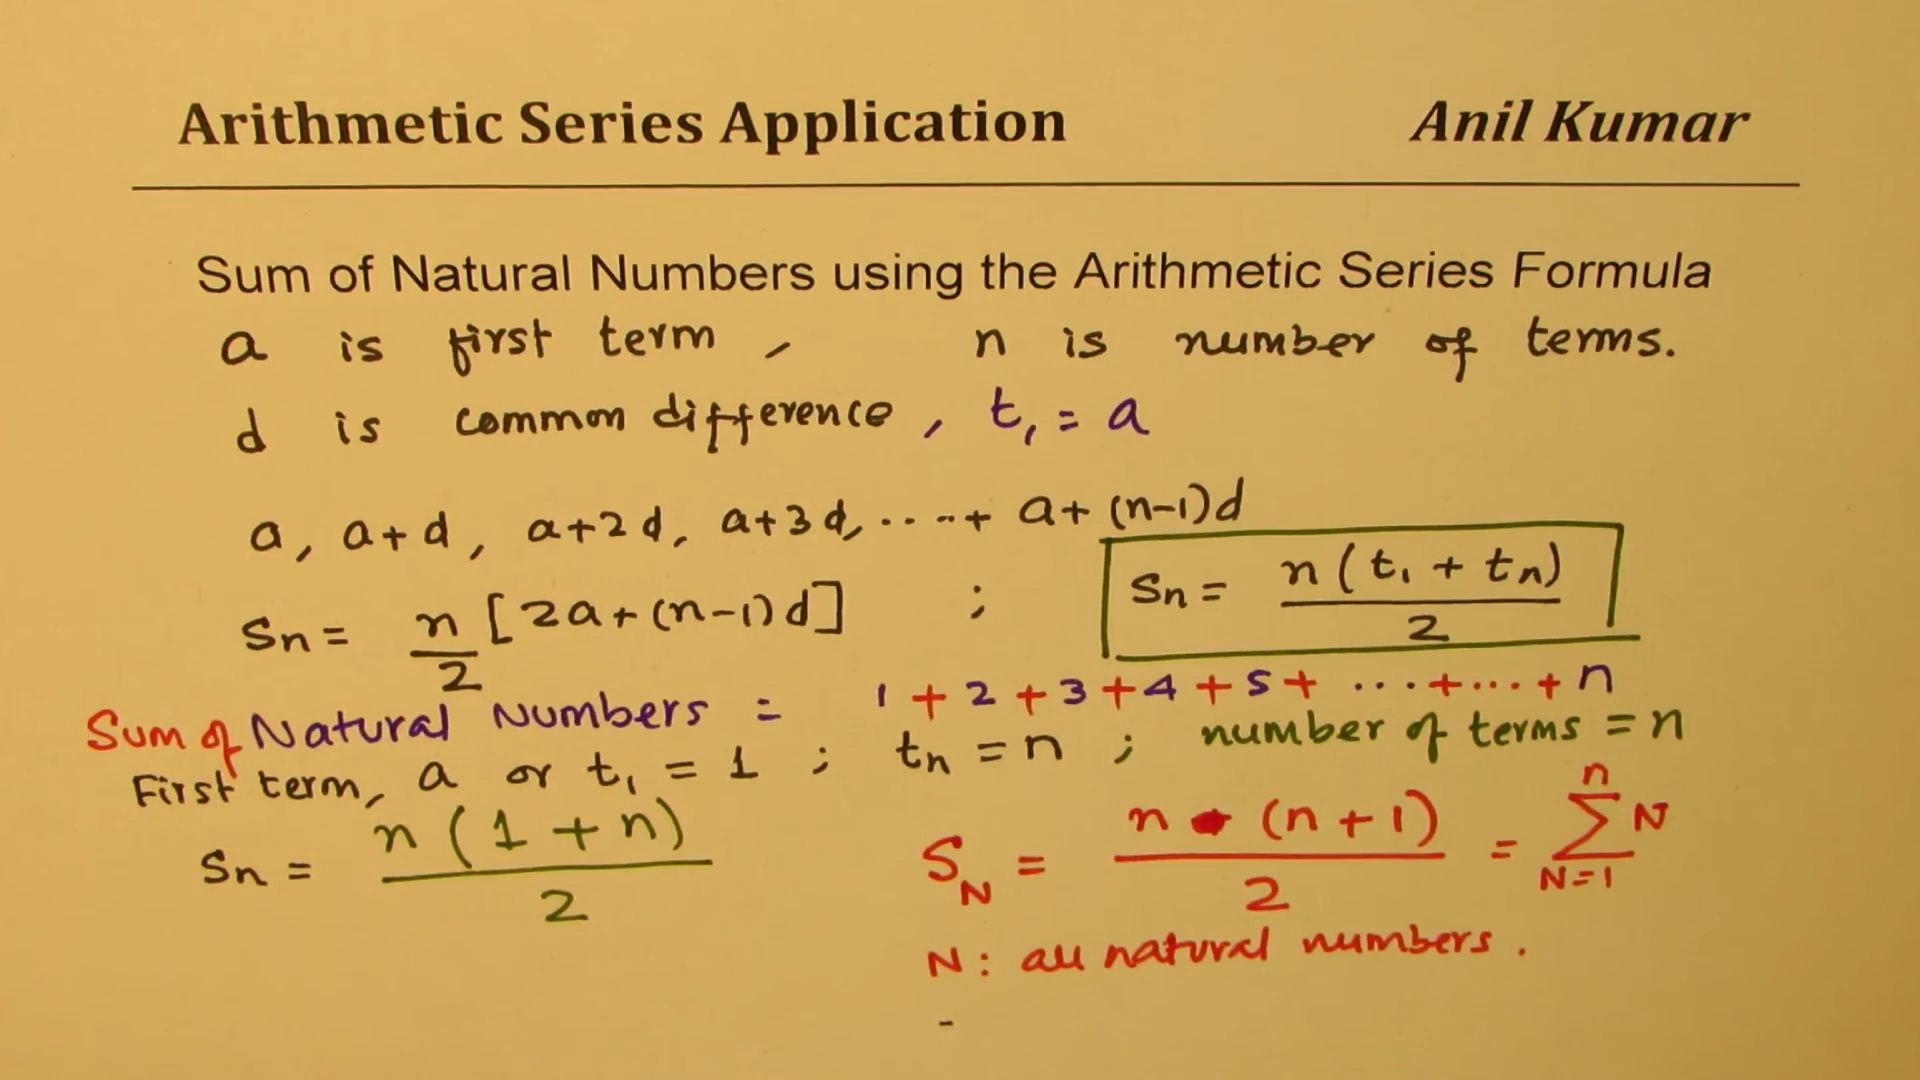 Arithmetic Series Application Anil Kumar
Sum of Natural Numbers using the Arithmetic Series Formula
a is first term, n is number of terms.
d is common difference, t₁ = a
a, a+d, a+2d, a+3d, ....+ a+(n-1)d
Sn = n/2 [2a+(n-1)d] ; Sn = n(t₁ + tn)/2
Sum of Natural Numbers = 1 + 2 + 3 + 4 + 5 + ...+...+ n
First term, a or t₁ = 1 ; tn = n ; number of terms = n
Sn = n(1+n)/2 S_N = n (n+1)/2 = n∑N=1 N
N: all natural numbers.